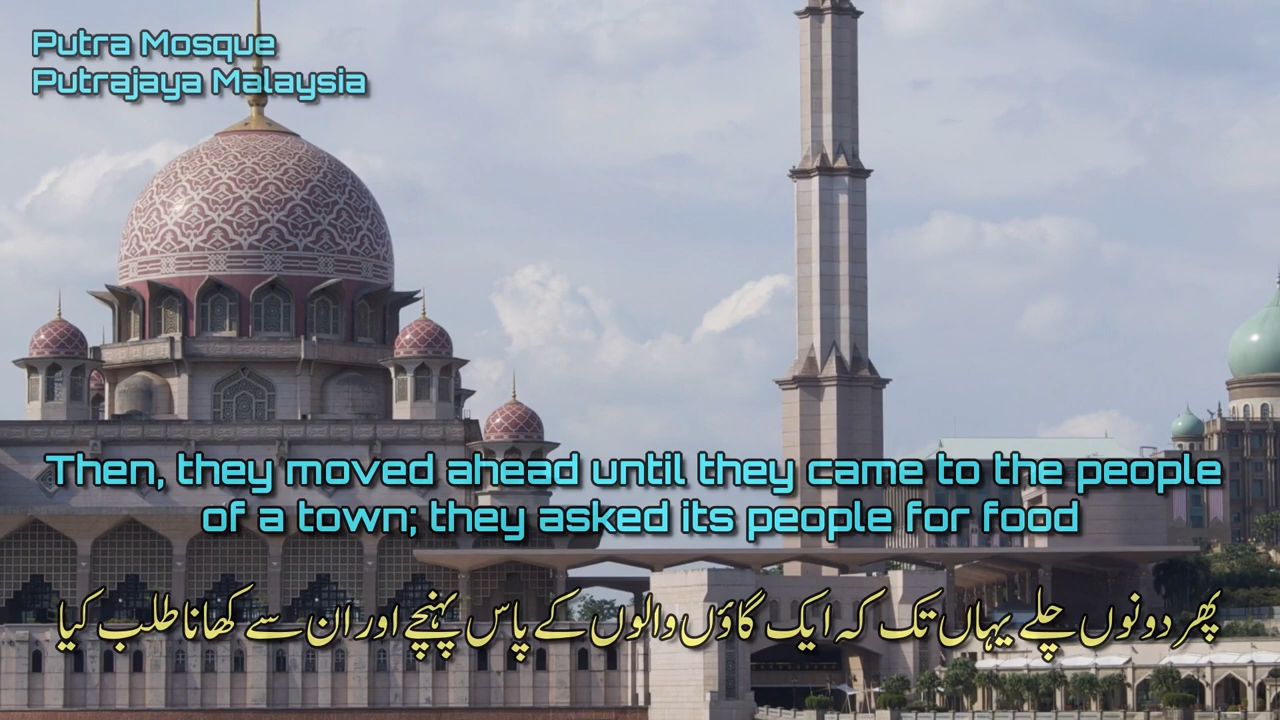 Putra Mosque
Putrajaya Malaysia
Then, they moved ahead until they came to the people
of a town; they asked its people for food
پھر دونوں چلے یہاں تک کہ ایک گاؤں والوں کے پاس پہنچے اور ان سے کھانا طلب کیا